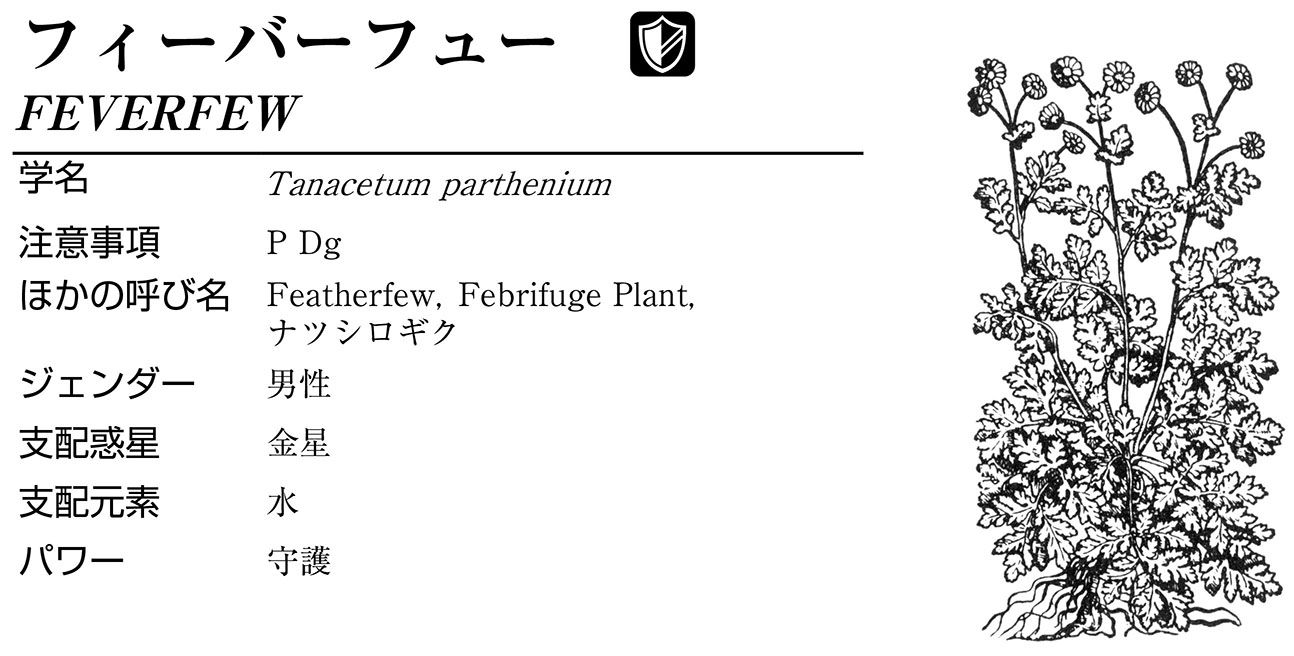 フィーバーフュー
FEVERFEW
学名 Tanacetum parthenium
注意事項 P Dg
ほかの呼び名 Featherfew, Febrifuge Plant,
ナツシロギク
ジェンダー 男性
支配惑星 金星
支配元素 水
パワー 守護